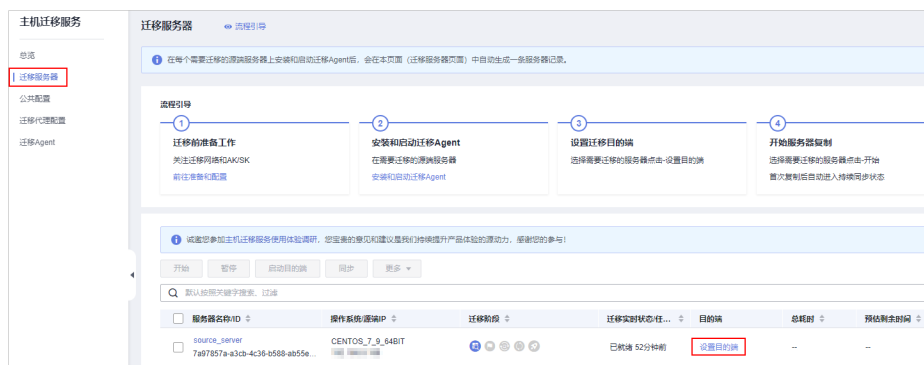 主机迁移服务
总览
迁移服务器
公共配置
迁移代理配置
迁移Agent
迁移服务器
流程引导
在每个需要迁移的源端服务器上安装和启动迁移Agent后，会在本页面（迁移服务器页面）中自动生成一条服务器记录。
流程引导
1
2
3
4
迁移前准备工作
安装和启动迁移Agent
设置迁移目的端
开始服务器复制
关注迁移网络和AK/SK
在需要迁移的源端服务器
选择需要迁移的服务器点击-设置目的端
选择需要迁移的服务器点击-开始
前往准备和配置
安装和启动迁移Agent
首次复制后自动进入持续同步状态
诚邀您参加主机迁移服务使用体验调研，您宝贵的意见和建议是我们持续提升产品体验的源动力，感谢您的参与！
开始 暂停 启动目的端 同步 更多
默认按照关键字搜索、过滤
服务器名称/ID 操作系统/源端IP 迁移阶段 迁移实时状态/任... 目的端 总耗时 预估剩余时间
source_server CENTOS_7_9_64BIT
已就绪 52分钟前 设置目的端 -- --
7a97857a-a3cb-4c36-b588-ab55e...